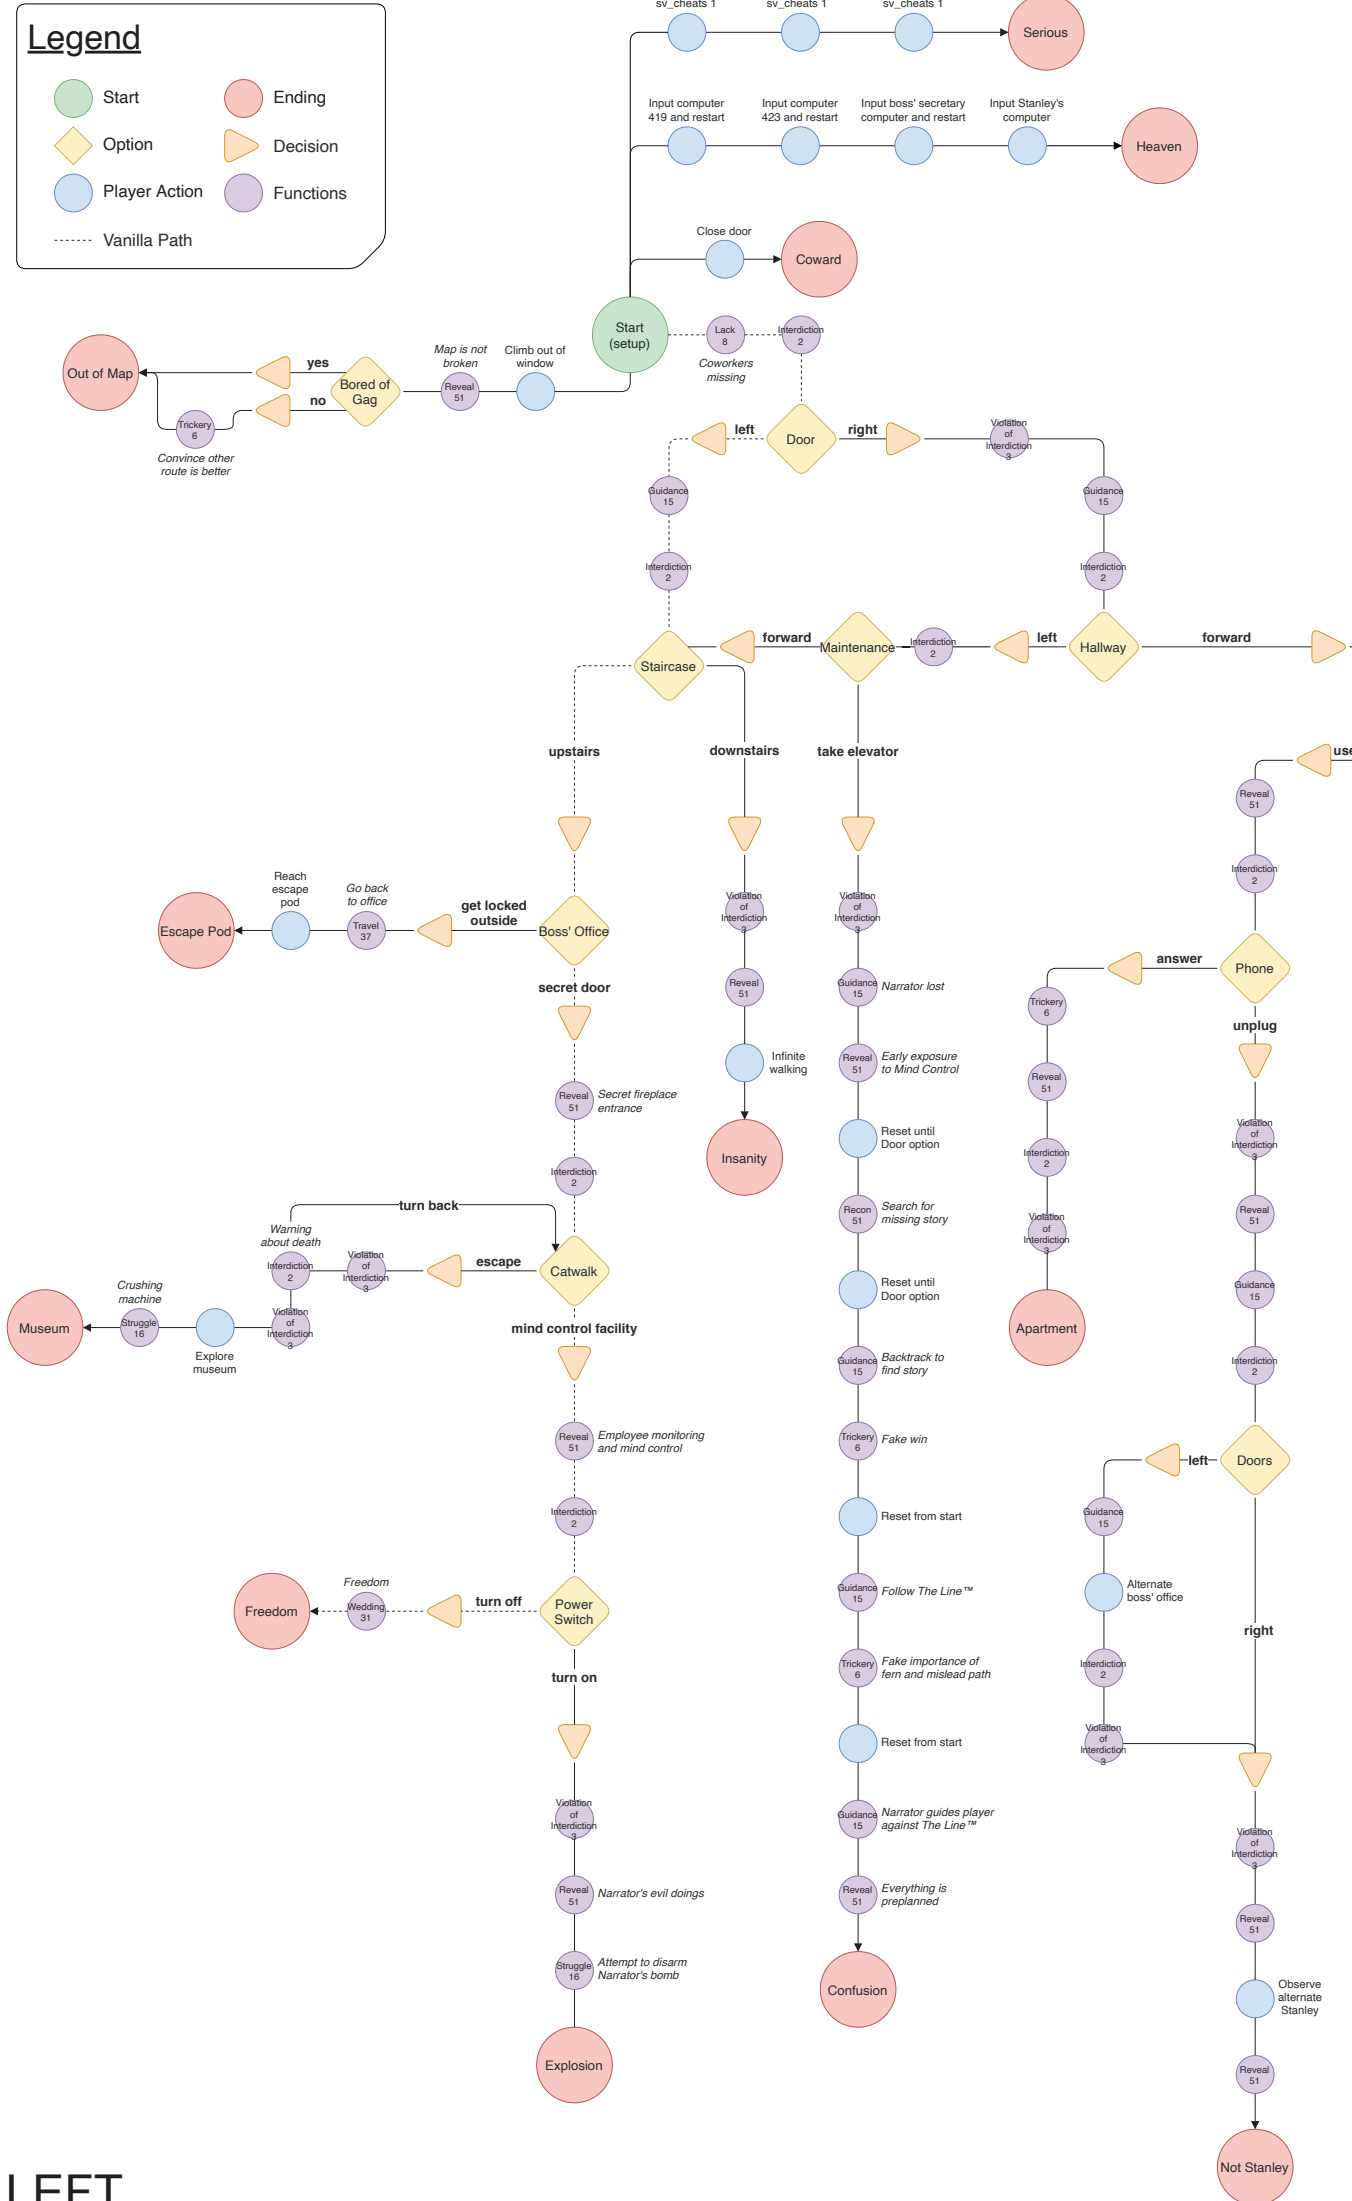 sv_cheats 1
sv_cheats 1
sv_cheats 1
Legend
Serious
Start
Ending
Option
Decision
Player Action
Functions
Vanilla Path
Input computer
419 and restart
Input computer
423 and restart
Input boss' secretary
computer and restart
Input Stanley's
computer
Heaven
Close door
Coward
Start
(setup)
Lack
8
Coworkers
missing
Interdiction
2
Out of Map
yes
no
Bored of
Gag
Map is not
broken
Reveal
51
Climb out of
window
Trickery
6
Convince other
route is better
left
Door
right
Violation
of
Interdiction
3
Guidance
15
Guidance
15
Interdiction
2
Interdiction
2
Staircase
forward
Maintenance
Interdiction
2
left
Hallway
forward
upstairs
downstairs
take elevator
use
Reveal
51
Interdiction
2
Escape Pod
Reach
escape
pod
Go back
to office
Travel
37
get locked
outside
Boss' Office
Violation
of
Interdiction
3
Violation
of
Interdiction
3
answer
Phone
secret door
Reveal
51
Guidance
15
Narrator lost
Trickery
6
unplug
Reveal
51
Secret fireplace
entrance
Infinite
walking
Reveal
51
Early exposure
to Mind Control
Reveal
51
Violation
of
Interdiction
3
Interdiction
2
Insanity
Reset until
Door option
Interdiction
2
turn back
Recon
51
Search for
missing story
Violation
of
Interdiction
3
Reveal
51
Warning
about death
Interdiction
2
Violation
of
Interdiction
3
escape
Catwalk
Reset until
Door option
Guidance
15
Museum
Crushing
machine
Struggle
16
Explore
museum
Violation
of
Interdiction
3
mind control facility
Apartment
Guidance
15
Backtrack to
find story
Interdiction
2
Reveal
51
Employee monitoring
and mind control
Trickery
6
Fake win
left
Doors
Interdiction
2
Reset from start
Guidance
15
Freedom
Freedom
Wedding
31
turn off
Power
Switch
Guidance
15
Follow The Line™
Alternate
boss' office
right
turn on
Trickery
6
Fake importance of
fern and mislead path
Interdiction
2
Reset from start
Violation
of
Interdiction
3
Violation
of
Interdiction
3
Guidance
15
Narrator guides player
against The Line™
Violation
of
Interdiction
3
Reveal
51
Narrator's evil doings
Reveal
51
Everything is
preplanned
Reveal
51
Struggle
16
Attempt to disarm
Narrator's bomb
Confusion
Observe
alternate
Stanley
Explosion
Reveal
51
Not Stanley
LEFT